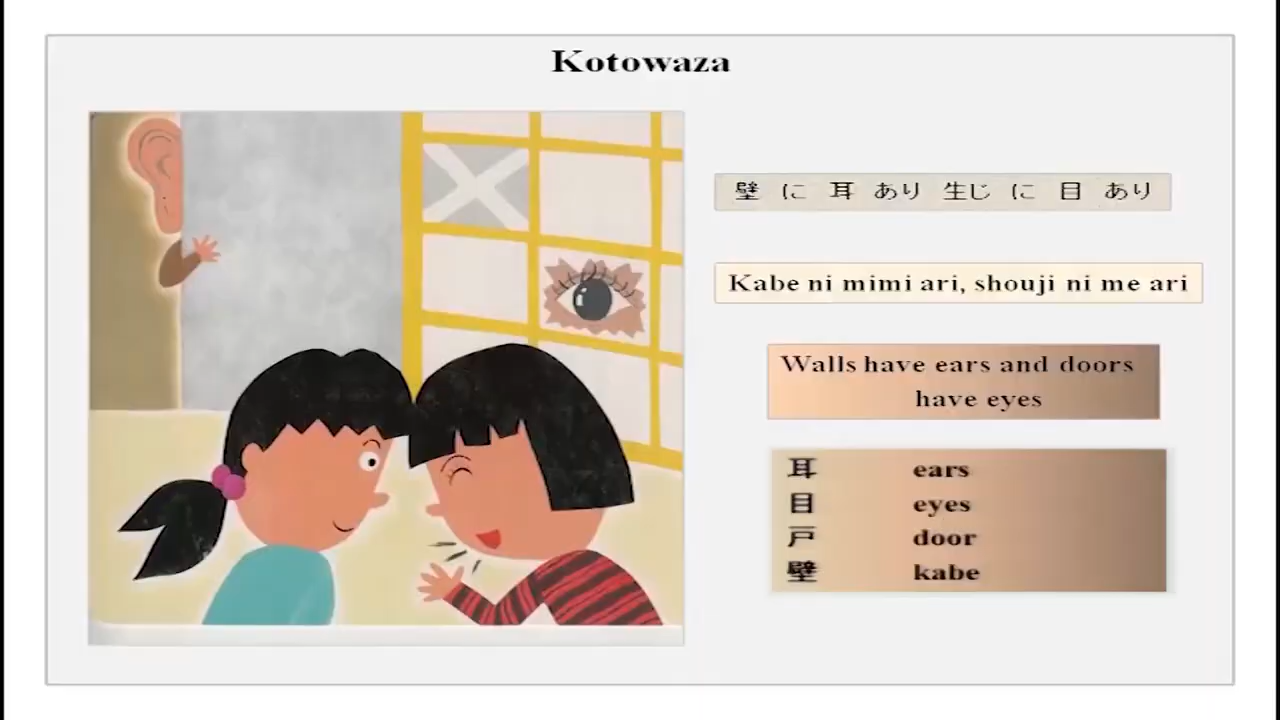 Kotowaza
壁 に 耳 あり 生じ に 目 あり
Kabe ni mimi ari, shouji ni me ari
Walls have ears and doors
have eyes
耳 ears
目 eyes
戸 door
壁 kabe